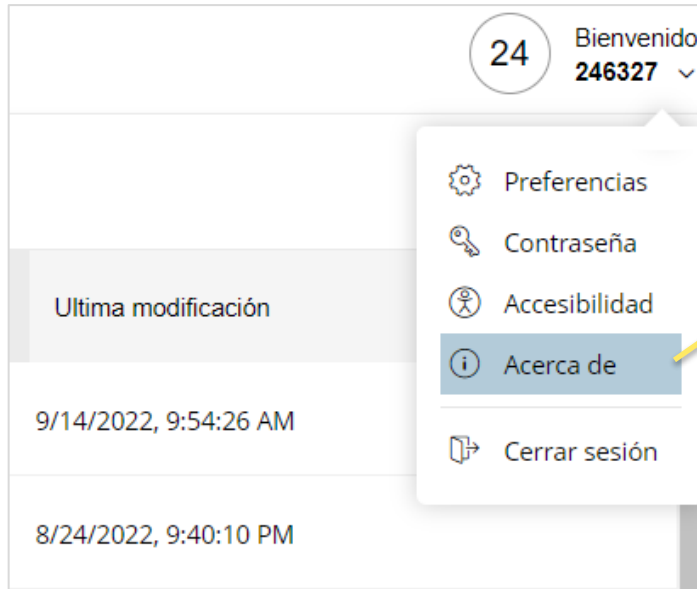 24
Bienvenido
246327
Preferencias
Contraseña
Accesibilidad
Acerca de
Cerrar sesión
Ultima modificación
9/14/2022, 9:54:26 AM
8/24/2022, 9:40:10 PM